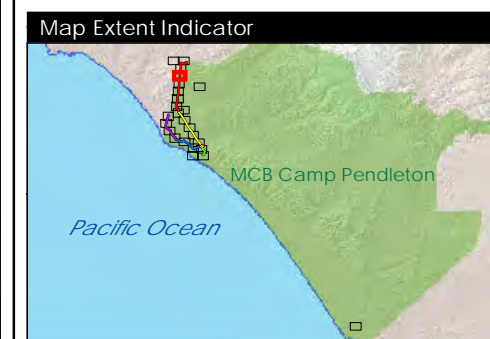 Map Extent Indicator
MCB Camp Pendleton
Pacific Ocean